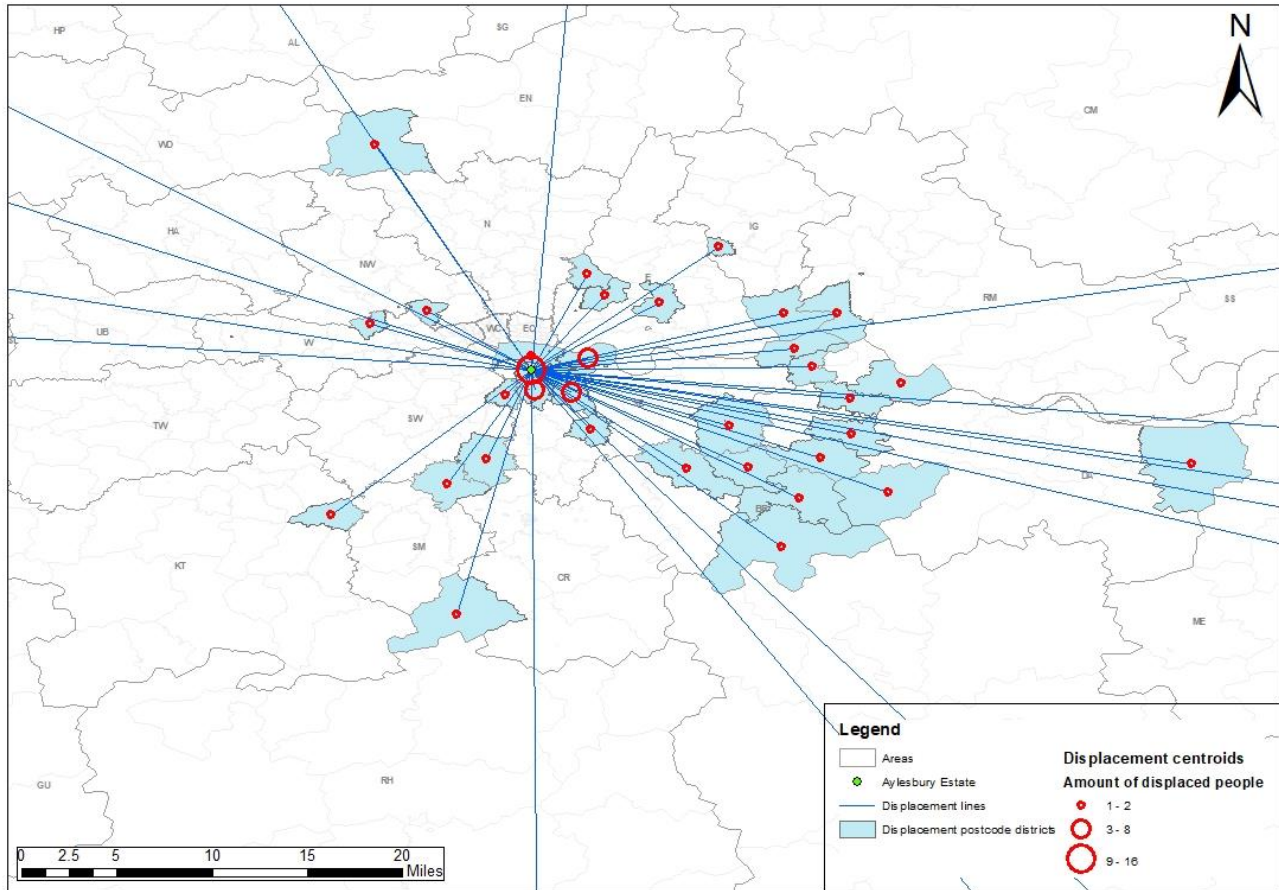 HP
SG
AL
N
EN
CM
WD
N
IG
HA
E
NW
RM
SS
WC
EC
UB
W
SW
TW
DA
BR
SM
KT
CR
ME
RH
GU
Legend
Areas
Aylesbury Estate
Displacement lines
Displacement postcode districts
Displacement centroids
Amount of displaced people
1 - 2
3 - 8
9 - 16
0 2.5 5 10 15 20
Miles